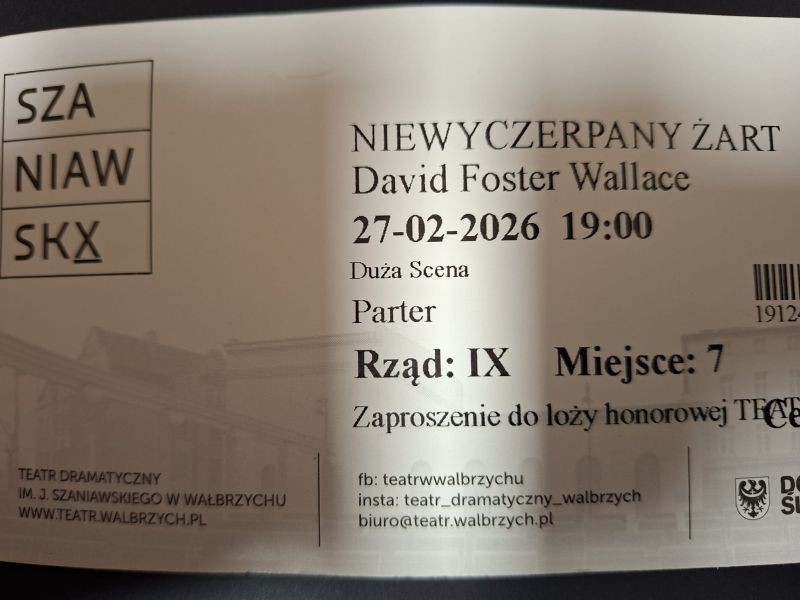 SZA
NIAW
SKX
NIEWYCZERPANY ŻART
David Foster Wallace
27-02-2026 19:00
Duża Scena
Parter
Rząd: IX Miejsce: 7
Zaproszenie do loży honorowej
TEATR DRAMATYCZNY
IM. J. SZANIAWSKIEGO W WAŁBRZYCHU
WWW.TEATR.WALBRZYCH.PL
fb: teatrwwalbrzychu
insta: teatr_dramatyczny_walbrzych
biuro@teatr.walbrzych.pl
1912